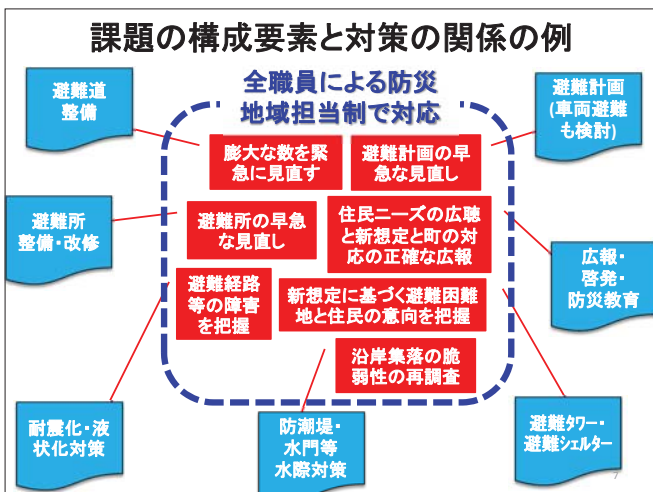 課題の構成要素と対策の関係の例
全職員による防災
地域担当制で対応
避難道
整備
避難計画
(車両避難
も検討)
膨大な数を緊
急に見直す
避難計画の早
急な見直し
避難所
整備・改修
避難所の早急
な見直し
住民ニーズの広聴
と新想定と町の対
応の正確な広報
広報・
啓発・
防災教育
避難経路
等の障害
を把握
新想定に基づく避難困難
地と住民の意向を把握
沿岸集落の脆
弱性の再調査
耐震化・液
状化対策
防潮堤・
水門等
水際対策
避難タワー・
避難シェルター
7